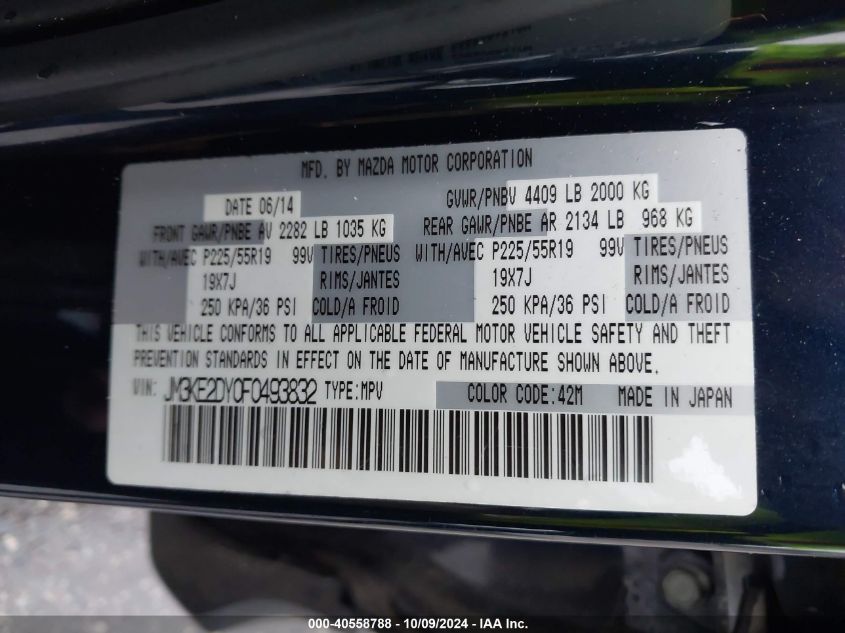 MFD. BY MAZDA MOTOR CORPORATION
DATE 06/14 GVWR/PNBV 4409 LB 2000 KG
FRONT GAWR/PNBE AV 2282 LB 1035 KG REAR GAWR/PNBE AR 2134 LB 968 KG
WITH/AVEC P225/55R19 99V TIRES/PNEUS WITH/AVEC P225/55R19 99V TIRES/PNEUS
19X7J RIMS/JANTES 19X7J RIMS/JANTES
250 KPA/36 PSI COLD/A FROID 250 KPA/36 PSI COLD/A FROID
THIS VEHICLE CONFORMS TO ALL APPLICABLE FEDERAL MOTOR VEHICLE SAFETY AND THEFT
PREVENTION STANDARDS IN EFFECT ON THE DATE OF MANUFACTURE SHOWN ABOVE.
VIN: JM3KE2DY0F0493832 TYPE:MPV COLOR CODE:42M MADE IN JAPAN
000-40558788 - 10/09/2024 - IAA Inc.